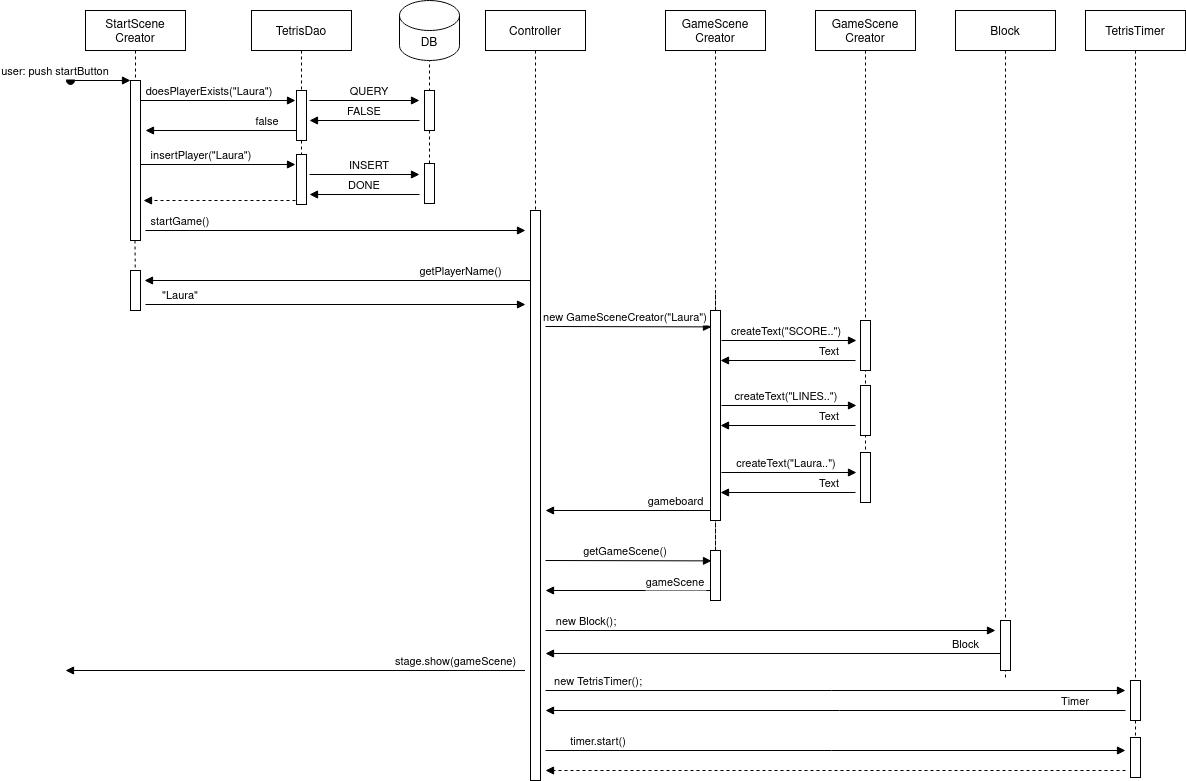 StartScene
Creator
TetrisDao
DB
Controller
GameScene
Creator
GameScene
Creator
Block
TetrisTimer
user: push startButton
doesPlayerExists("Laura")
QUERY
FALSE
false
insertPlayer("Laura")
INSERT
DONE
startGame()
getPlayerName()
"Laura"
new GameSceneCreator("Laura")
createText("SCORE..")
Text
createText("LINES..")
Text
createText("Laura..")
Text
gameboard
getGameScene()
gameScene
new Block();
Block
stage.show(gameScene)
new TetrisTimer();
Timer
timer.start()